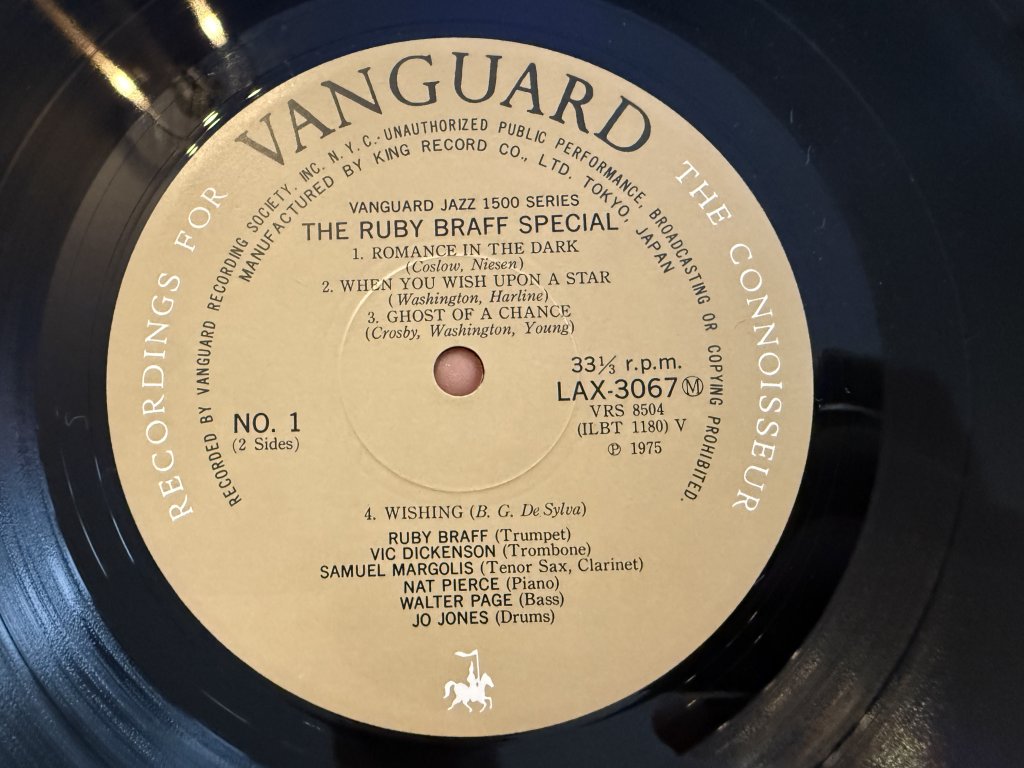 VANGUARD
RECORDINGS FOR THE CONNOISSEUR
RECORDED BY VANGUARD RECORDING SOCIETY, INC. N.Y.C.·UNAUTHORIZED PUBLIC PERFORMANCE, BROADCASTING OR COPYING PROHIBITED.
MANUFACTURED BY KING RECORD CO., LTD. TOKYO, JAPAN
VANGUARD JAZZ 1500 SERIES
THE RUBY BRAFF SPECIAL
1. ROMANCE IN THE DARK
(Coslow, Niesen)
2. WHEN YOU WISH UPON A STAR
(Washington, Harline)
3. GHOST OF A CHANCE
(Crosby, Washington, Young)
33⅓ r.p.m.
LAX-3067Ⓜ
VRS 8504
(ILBT 1180) V
℗ 1975
NO. 1
(2 Sides)
4. WISHING (B. G. De Sylva)
RUBY BRAFF (Trumpet)
VIC DICKENSON (Trombone)
SAMUEL MARGOLIS (Tenor Sax, Clarinet)
NAT PIERCE (Piano)
WALTER PAGE (Bass)
JO JONES (Drums)